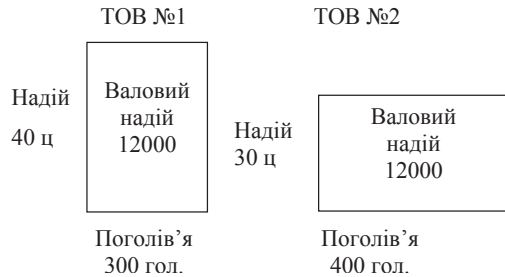 ТОВ №1
Надій
40 ц
Валовий
надій
12000
Поголів’я
300 гол.
ТОВ №2
Надій
30 ц
Валовий
надій
12000
Поголів’я
400 гол.